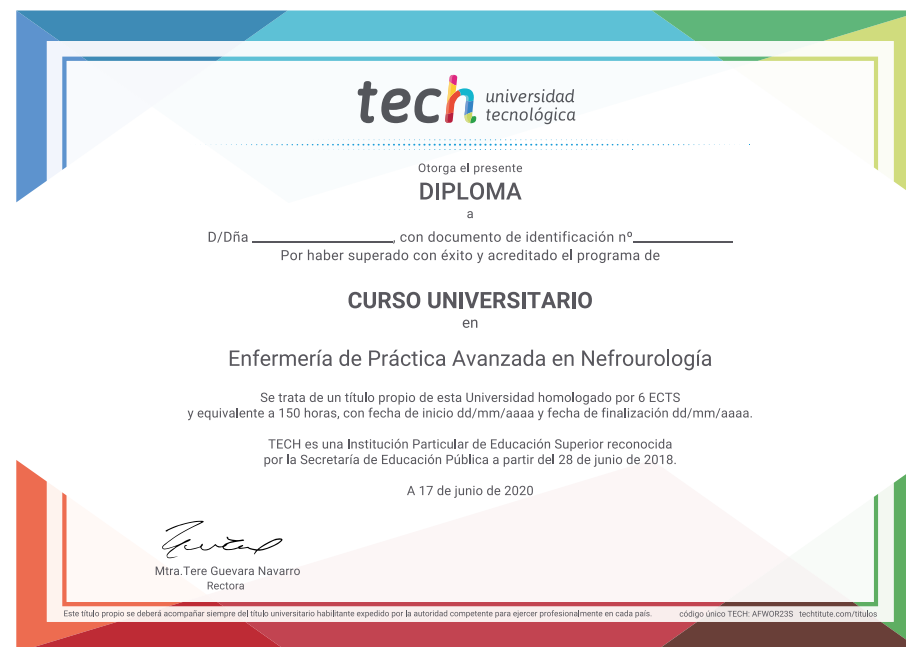 tech universidad
tecnológica
Otorga el presente
DIPLOMA
a
D/Dña ____________________, con documento de identificación nº______________
Por haber superado con éxito y acreditado el programa de
CURSO UNIVERSITARIO
en
Enfermería de Práctica Avanzada en Nefrourología
Se trata de un título propio de esta Universidad homologado por 6 ECTS
y equivalente a 150 horas, con fecha de inicio dd/mm/aaaa y fecha de finalización dd/mm/aaaa.
TECH es una Institución Particular de Educación Superior reconocida
por la Secretaría de Educación Pública a partir del 28 de junio de 2018.
A 17 de junio de 2020
Mtra.Tere Guevara Navarro
Rectora
Este título propio se deberá acompañar siempre del título universitario habilitante expedido por la autoridad competente para ejercer profesionalmente en cada país. código único TECH: AFWOR23S techtitute.com/titulos